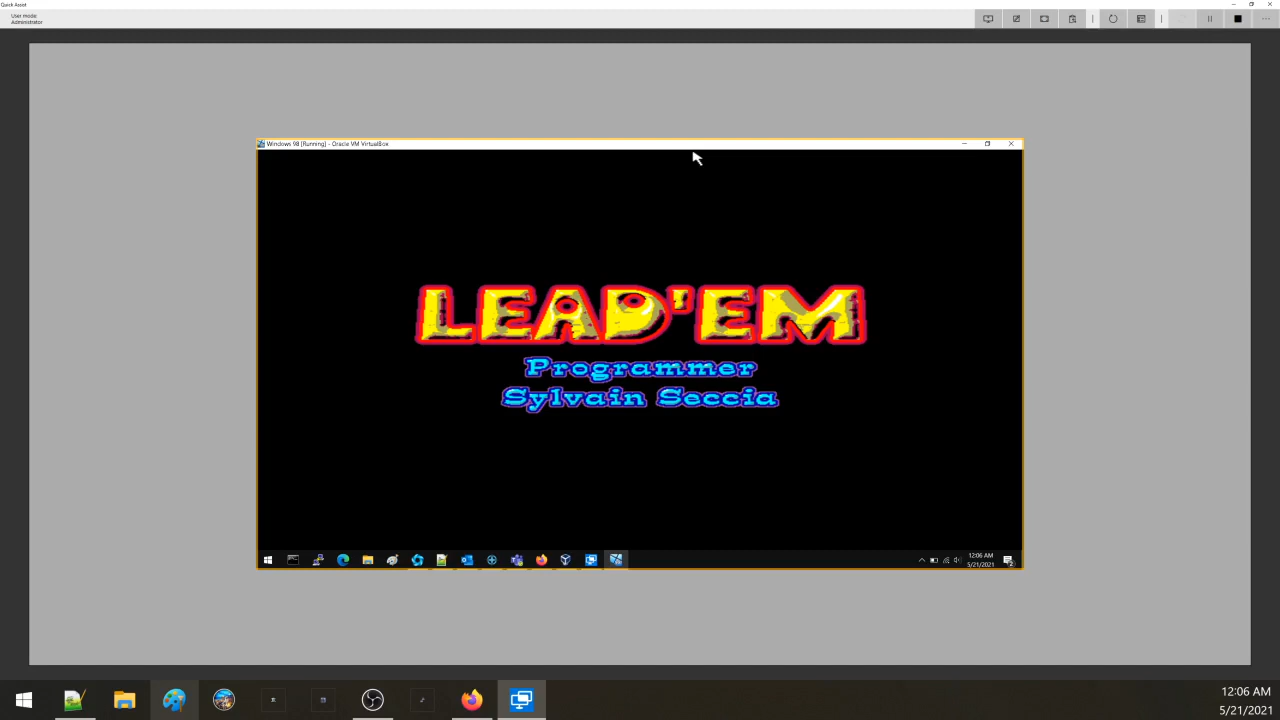 Quick Assist
User mode:
Administrator
Windows 98 [Running] - Oracle VM VirtualBox
LEAD'EM
Programmer
Sylvain Seccia
12:06 AM
5/21/2021
12:06 AM
5/21/2021